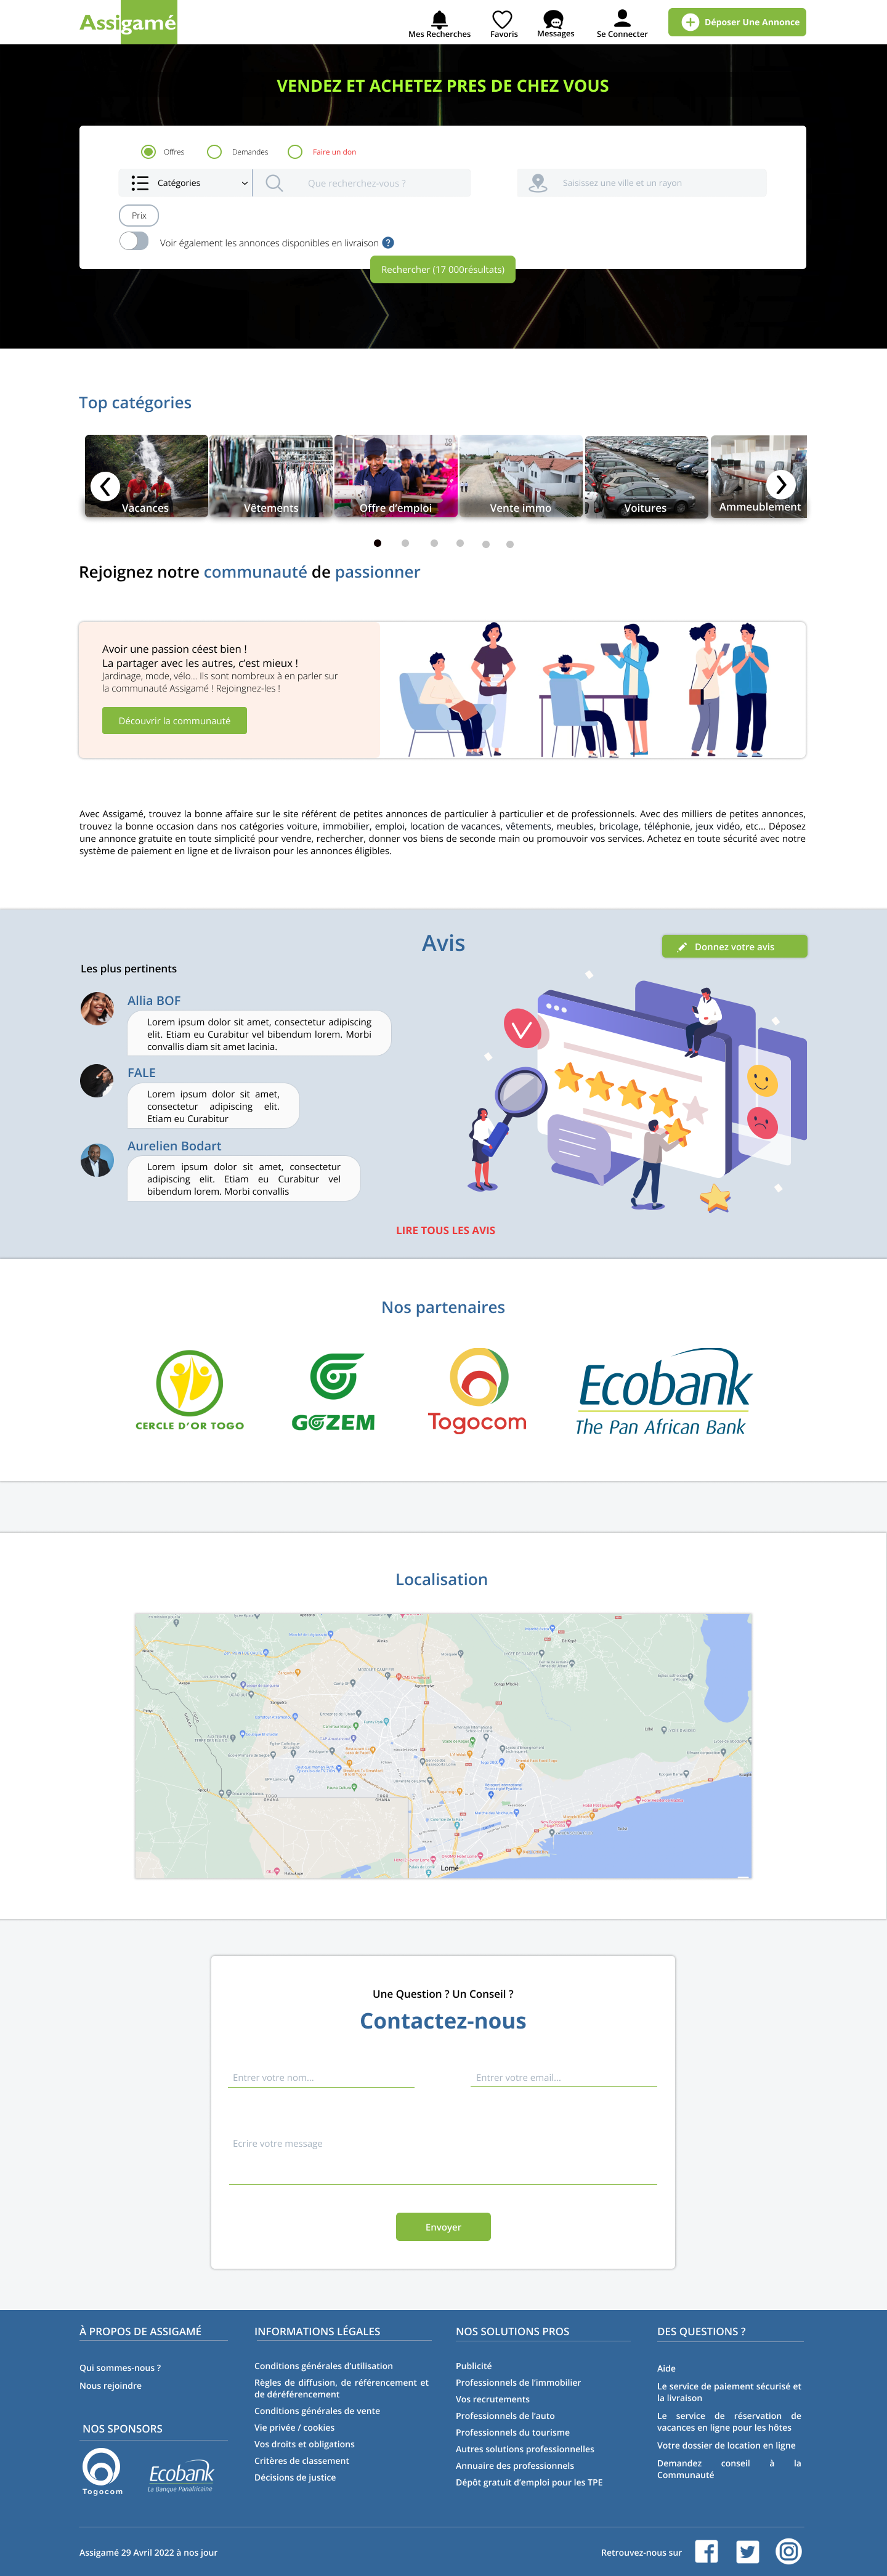 Assigamé
Mes Recherches
Favoris
Messages
Se Connecter
Déposer Une Annonce
VENDEZ ET ACHETEZ PRES DE CHEZ VOUS
Offres
Demandes
Faire un don
Catégories
Que recherchez-vous ?
Saisissez une ville et un rayon
Prix
Voir également les annonces disponibles en livraison ?
Rechercher (17 000résultats)
Top catégories
Vacances
Vêtements
Offre d'emploi
Vente immo
Voitures
Ammeublement
Rejoignez notre communauté de passionner
Avoir une passion céest bien !
La partager avec les autres, c'est mieux !
Jardinage, mode, vélo... Ils sont nombreux à en parler sur
la communauté Assigamé ! Rejoingnez-les !
Découvrir la communauté
Avec Assigamé, trouvez la bonne affaire sur le site référent de petites annonces de particulier à particulier et de professionnels. Avec des milliers de petites annonces,
trouvez la bonne occasion dans nos catégories voiture, immobilier, emploi, location de vacances, vêtements, meubles, bricolage, téléphonie, jeux vidéo, etc... Déposez
une annonce gratuite en toute simplicité pour vendre, rechercher, donner vos biens de seconde main ou promouvoir vos services. Achetez en toute sécurité avec notre
système de paiement en ligne et de livraison pour les annonces éligibles.
Avis
Donnez votre avis
Les plus pertinents
Allia BOF
Lorem ipsum dolor sit amet, consectetur adipiscing
elit. Etiam eu Curabitur vel bibendum lorem. Morbi
convallis diam sit amet lacinia.
FALE
Lorem ipsum dolor sit amet,
consectetur adipiscing elit.
Etiam eu Curabitur
Aurelien Bodart
Lorem ipsum dolor sit amet, consectetur
adipiscing elit. Etiam eu Curabitur vel
bibendum lorem. Morbi convallis
LIRE TOUS LES AVIS
Nos partenaires
CERCLE D'OR TOGO
GOZEM
Togocom
Ecobank
The Pan African Bank
Localisation
TOGO
GHANA
TOGO
GHANA
Lomé
Une Question ? Un Conseil ?
Contactez-nous
Entrer votre nom...
Entrer votre email...
Ecrire votre message
Envoyer
À PROPOS DE ASSIGAMÉ
Qui sommes-nous ?
Nous rejoindre
NOS SPONSORS
Togocom
Ecobank
La Banque Panafricaine
INFORMATIONS LÉGALES
Conditions générales d'utilisation
Règles de diffusion, de référencement et
de déréférencement
Conditions générales de vente
Vie privée / cookies
Vos droits et obligations
Critères de classement
Décisions de justice
NOS SOLUTIONS PROS
Publicité
Professionnels de l'immobilier
Vos recrutements
Professionnels de l'auto
Professionnels du tourisme
Autres solutions professionnelles
Annuaire des professionnels
Dépôt gratuit d'emploi pour les TPE
DES QUESTIONS ?
Aide
Le service de paiement sécurisé et
la livraison
Le service de réservation de
vacances en ligne pour les hôtes
Votre dossier de location en ligne
Demandez conseil à la
Communauté
Assigamé 29 Avril 2022 à nos jour
Retrouvez-nous sur